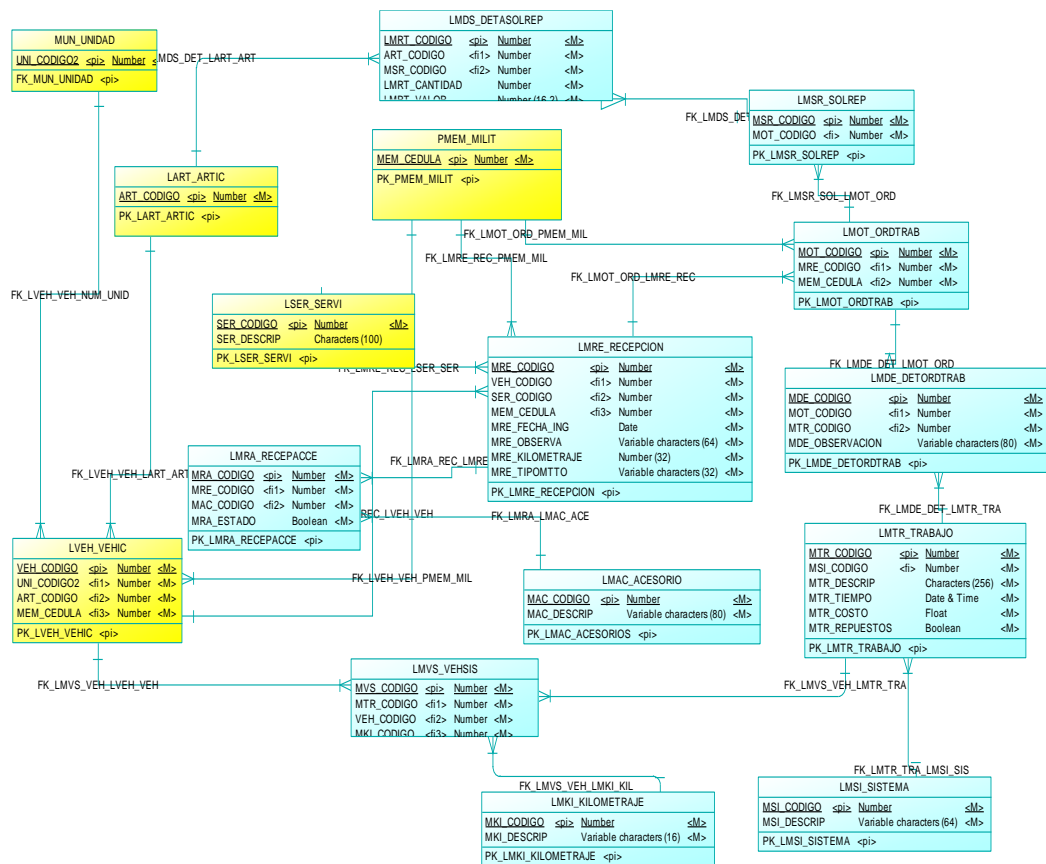 LMDS_DETASOLREP
LMRT_CODIGO <pi> Number <M>
ART_CODIGO <fi1> Number <M>
MSR_CODIGO <fi2> Number <M>
LMRT_CANTIDAD Number <M>
LMRT_VALOR Number (16,2) <M>
MUN_UNIDAD
UNI_CODIGO2 <pi> Number <M>
FK_MUN_UNIDAD <pi>
MDS_DET_LART_ART
FK_LMDS_DET
LMSR_SOLREP
MSR_CODIGO <pi> Number <M>
MOT_CODIGO <fi> Number <M>
PK_LMSR_SOLREP <pi>
PMEM_MILIT
MEM_CEDULA <pi> Number <M>
PK_PMEM_MILIT <pi>
LART_ARTIC
ART_CODIGO <pi> Number <M>
PK_LART_ARTIC <pi>
FK_LMSR_SOL_LMOT_ORD
FK_LMOT_ORD_PMEM_MIL
FK_LMRE_REC_PMEM_MIL
FK_LMOT_ORD_LMRE_REC
LMOT_ORDTRAB
MOT_CODIGO <pi> Number <M>
MRE_CODIGO <fi1> Number <M>
MEM_CEDULA <fi2> Number <M>
PK_LMOT_ORDTRAB <pi>
FK_LVEH_VEH_NUM_UNID
LSER_SERVI
SER_CODIGO <pi> Number <M>
SER_DESCRIP Characters (100)
PK_LSER_SERVI <pi>
FK_LMRE_REC_LSER_SER
LMRE_RECEPCION
MRE_CODIGO <pi> Number <M>
VEH_CODIGO <fi1> Number <M>
SER_CODIGO <fi2> Number <M>
MEM_CEDULA <fi3> Number <M>
MRE_FECHA_ING Date <M>
MRE_OBSERVA Variable characters (64) <M>
MRE_KILOMETRAJE Number (32) <M>
MRE_TIPOMTTO Variable characters (32) <M>
PK_LMRE_RECEPCION <pi>
FK_LMDE_DET_LMOT_ORD
LMDE_DETORDTRAB
MDE_CODIGO <pi> Number <M>
MOT_CODIGO <fi1> Number <M>
MTR_CODIGO <fi2> Number <M>
MDE_OBSERVACION Variable characters (80) <M>
PK_LMDE_DETORDTRAB <pi>
FK_LVEH_VEH_LART_ART
LMRA_RECEPACCE
MRA_CODIGO <pi> Number <M>
MRE_CODIGO <fi1> Number <M>
MAC_CODIGO <fi2> Number <M>
MRA_ESTADO Boolean <M>
PK_LMRA_RECEPACCE <pi>
FK_LMRA_REC_LMRE
REC_LVEH_VEH
FK_LMRA_LMAC_ACE
FK_LMDE_DET_LMTR_TRA
LVEH_VEHIC
VEH_CODIGO <pi> Number <M>
UNI_CODIGO2 <fi1> Number <M>
ART_CODIGO <fi2> Number <M>
MEM_CEDULA <fi3> Number <M>
PK_LVEH_VEHIC <pi>
FK_LVEH_VEH_PMEM_MIL
LMAC_ACESORIO
MAC_CODIGO <pi> Number <M>
MAC_DESCRIP Variable characters (80) <M>
PK_LMAC_ACESORIOS <pi>
LMTR_TRABAJO
MTR_CODIGO <pi> Number <M>
MSI_CODIGO <fi> Number <M>
MTR_DESCRIP Characters (256) <M>
MTR_TIEMPO Date & Time <M>
MTR_COSTO Float <M>
MTR_REPUESTOS Boolean <M>
PK_LMTR_TRABAJO <pi>
FK_LMVS_VEH_LVEH_VEH
LMVS_VEHSIS
MVS_CODIGO <pi> Number <M>
MTR_CODIGO <fi1> Number <M>
VEH_CODIGO <fi2> Number <M>
MKI_CODIGO <fi3> Number <M>
FK_LMVS_VEH_LMTR_TRA
FK_LMTR_TRA_LMSI_SIS
FK_LMVS_VEH_LMKI_KIL
LMSI_SISTEMA
MSI_CODIGO <pi> Number <M>
MSI_DESCRIP Variable characters (64) <M>
PK_LMSI_SISTEMA <pi>
LMKI_KILOMETRAJE
MKI_CODIGO <pi> Number <M>
MKI_DESCRIP Variable characters (16) <M>
PK_LMKI_KILOMETRAJE <pi>